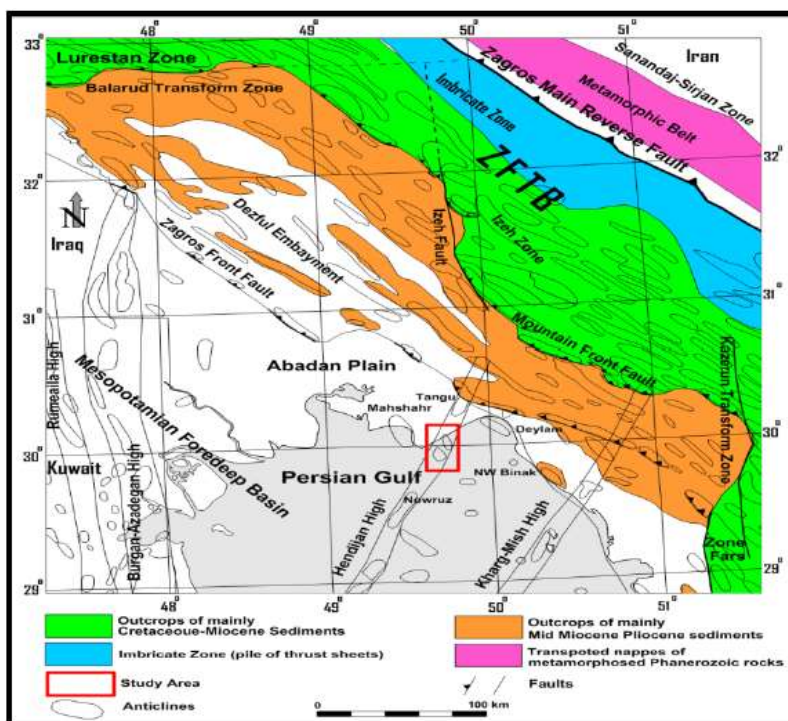 48°
49°
50°
51°
33°
Lurestan Zone
Balarud Transform Zone
Iran
Sanandaj-Sirjan Zone
Metamorphic Belt
Zagros Main Reverse Fault
Imbricate Zone
ZFTB
32°
32°
N
Iraq
Dezful Embayment
Zagros Front Fault
Izeh Fault
Izeh Zone
31°
31°
Mountain Front Fault
Kazerun Transform Zone
Abadan Plain
Rumeaila High
Mesopotamian Foredeep Basin
Tangu
Mahshahr
Deylam
30°
30°
Kuwait
Burgan-Azadegan High
Persian Gulf
NW Binak
Nowruz
Hendijan High
Kharg-Mish High
Zone
Fars
29°
29°
48°
49°
50°
51°
Outcrops of mainly
Cretaceoue-Miocene Sediments
Outcrops of mainly
Mid Miocene Pliocene sediments
Imbricate Zone (pile of thrust sheets)
Transpoted nappes of
metamorphosed Phanerozoic rocks
Study Area
Faults
Anticlines
0
100 km